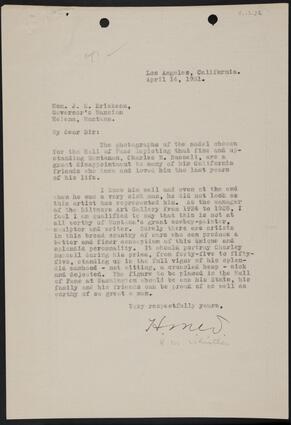 Los Angeles, California.
April 14, 1931.
Hon. J. E. Erickson,
Governor's Mansion
Helena, Montana.
My dear Sir:
The photographs of the model chosen
for the Hall of Fame depicting that fine and up-
standing Montanan, Charles M. Russell, are a
great disappointment to many of his California
friends who knew and loved him the last years
of his life.
I knew him well and even at the end
when he was a very sick man, he did not look as
this artist has represented him. As the manager
of the Biltmore Art Gallery from 1924 to 1928, I
feel I am qualified to say that this is not at
all worthy of Montana's great cowboy-painter,
sculptor and writer. Surely there are artists
in this broad country of ours who can produce a
better and finer conception of this unique and
splendid personality. It should portray Charley
Russell during his prime, from forty-five to fifty-
five, standing up in the full vigor of his splen-
did manhood - not sitting, a crumpled heap - sick
and dejected. The figure to be placed in the Hall
of Fame at Washington should be one his State, his
family and his friends can be proud of as well as
worthy of so great a man.
Very respectfully yours,